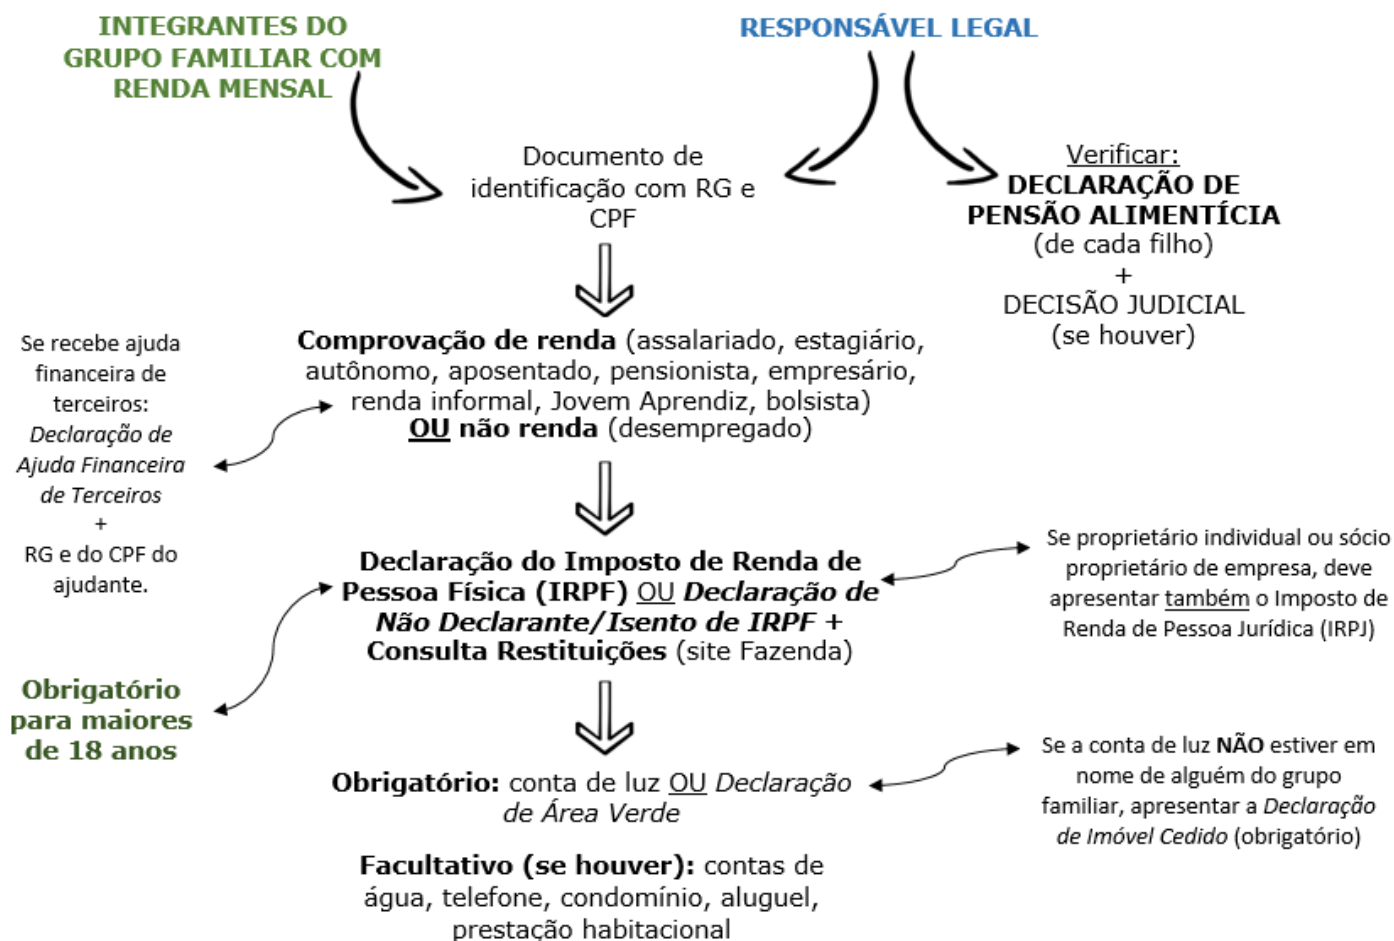 INTEGRANTES DO
GRUPO FAMILIAR COM
RENDA MENSAL
RESPONSÁVEL LEGAL
Documento de
identificação com RG e
CPF
Verificar:
DECLARAÇÃO DE
PENSÃO ALIMENTÍCIA
(de cada filho)
+
DECISÃO JUDICIAL
(se houver)
Se recebe ajuda
financeira de
terceiros:
Declaração de
Ajuda Financeira
de Terceiros
+
RG e do CPF do
ajudante.
Comprovação de renda (assalariado, estagiário,
autônomo, aposentado, pensionista, empresário,
renda informal, Jovem Aprendiz, bolsista)
OU não renda (desempregado)
Declaração do Imposto de Renda de
Pessoa Física (IRPF) OU Declaração de
Não Declarante/Isento de IRPF +
Consulta Restituições (site Fazenda)
Se proprietário individual ou sócio
proprietário de empresa, deve
apresentar também o Imposto de
Renda de Pessoa Jurídica (IRPJ)
Obrigatório
para maiores
de 18 anos
Obrigatório: conta de luz OU Declaração
de Área Verde
Se a conta de luz NÃO estiver em
nome de alguém do grupo
familiar, apresentar a Declaração
de Imóvel Cedido (obrigatório)
Facultativo (se houver): contas de
água, telefone, condomínio, aluguel,
prestação habitacional